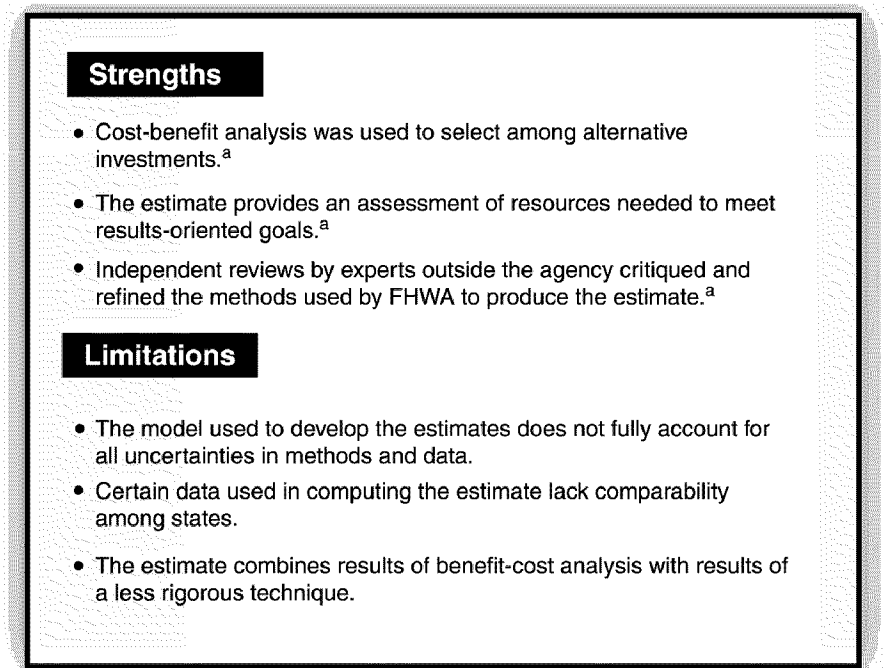 Strengths
• Cost-benefit analysis was used to select among alternative
investments.a
• The estimate provides an assessment of resources needed to meet
results-oriented goals.a
• Independent reviews by experts outside the agency critiqued and
refined the methods used by FHWA to produce the estimate.a
Limitations
• The model used to develop the estimates does not fully account for
all uncertainties in methods and data.
• Certain data used in computing the estimate lack comparability
among states.
• The estimate combines results of benefit-cost analysis with results of
a less rigorous technique.